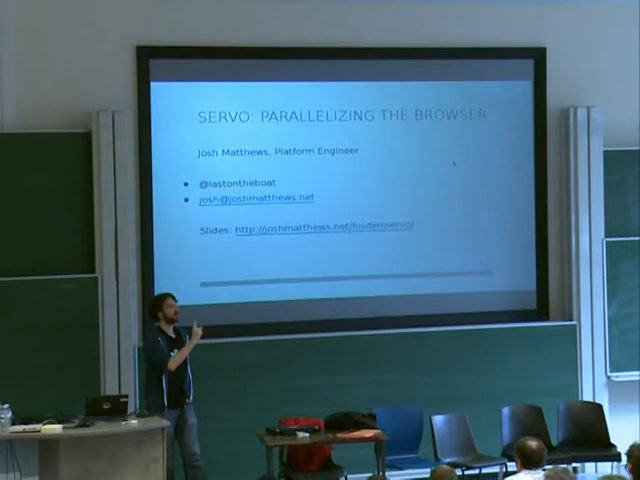 SERVO: PARALLELIZING THE BROWSER
Josh Matthews, Platform Engineer
@lastontheboat
josh@joshmatthews.net
Slides: http://joshmatthews.net/fosdemservo/